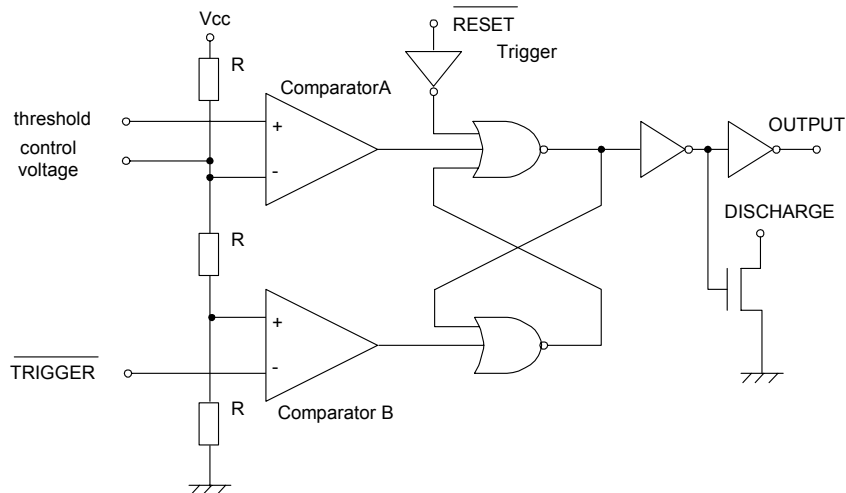 RESET
Vcc
Trigger
R
ComparatorA
threshold
+
OUTPUT
control
voltage
-
DISCHARGE
R
+
TRIGGER
-
R
Comparator B